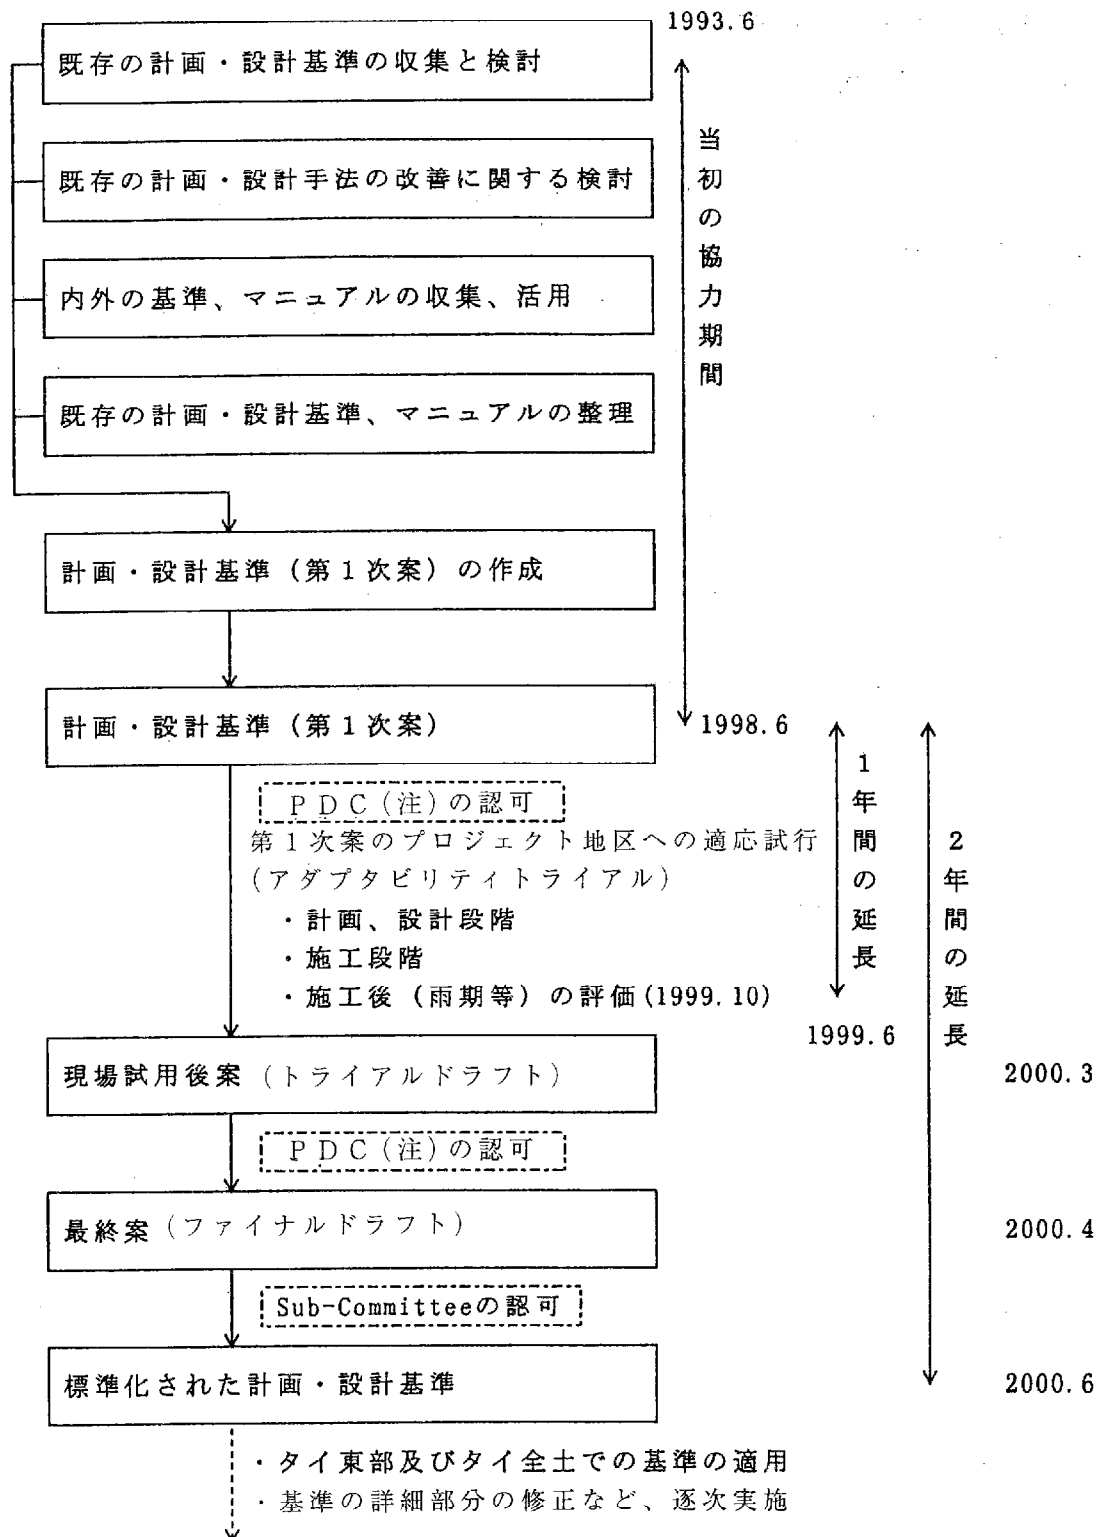 1993.6
既存の計画・設計基準の収集と検討
既存の計画・設計手法の改善に関する検討
内外の基準、マニュアルの収集、活用
既存の計画・設計基準、マニュアルの整理
当初の協力期間
計画・設計基準(第1次案)の作成
計画・設計基準(第1次案)
1998.6
1年間の延長
2年間の延長
PDC(注)の認可
第1次案のプロジェクト地区への適応試行
(アダプタビリティトライアル)
・計画、設計段階
・施工段階
・施工後(雨期等)の評価(1999.10)
1999.6
現場試用後案(トライアルドラフト)
2000.3
PDC(注)の認可
最終案(ファイナルドラフト)
2000.4
Sub-Committeeの認可
標準化された計画・設計基準
2000.6
・タイ東部及びタイ全土での基準の適用
・基準の詳細部分の修正など、逐次実施